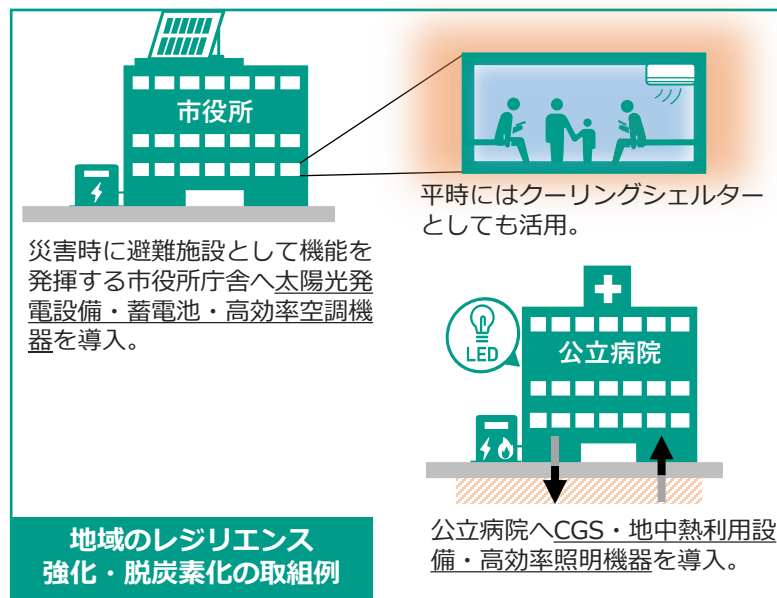 市役所
災害時に避難施設として機能を
発揮する市役所庁舎へ太陽光発
電設備・蓄電池・高効率空調機
器を導入。
平時にはクーリングシェルター
としても活用。
LED
公立病院
公立病院へCGS・地中熱利用設
備・高効率照明機器を導入。
地域のレジリエンス
強化・脱炭素化の取組例